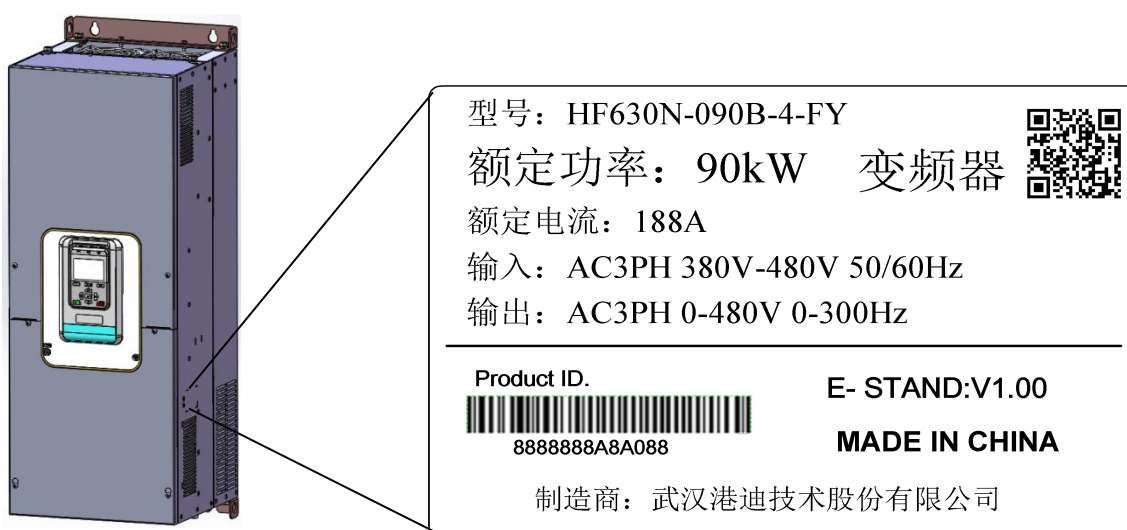 型号：HF630N-090B-4-FY
额定功率：90kW 变频器
额定电流：188A
输入：AC3PH 380V-480V 50/60Hz
输出：AC3PH 0-480V 0-300Hz
Product ID.
8888888A8A088
E- STAND:V1.00
MADE IN CHINA
制造商：武汉港迪技术股份有限公司